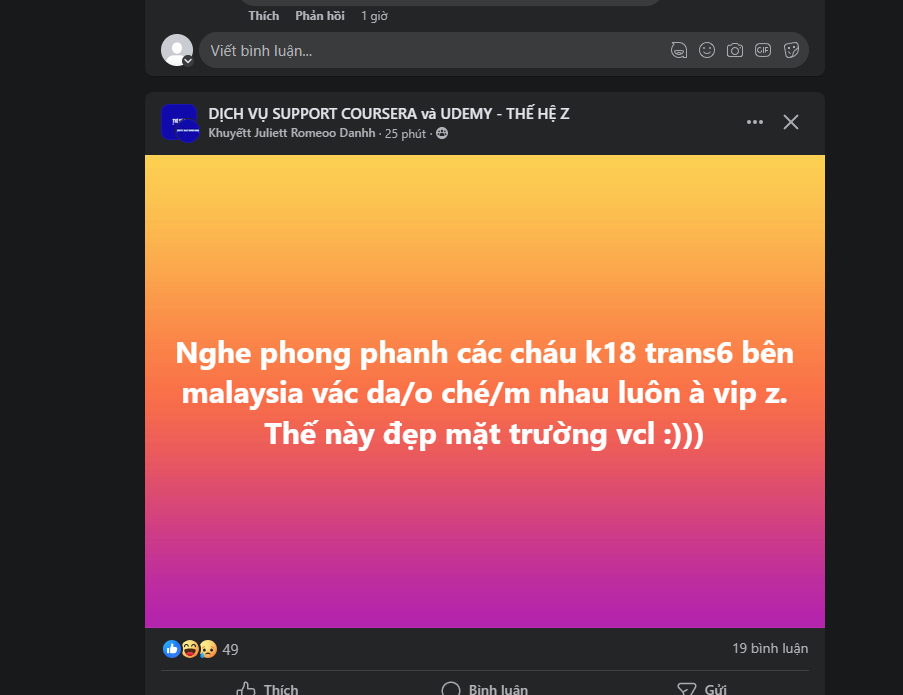 Thích Phản hồi 1 giờ
Viết bình luận...
GIF
DỊCH VỤ SUPPORT COURSERA và UDEMY - THẾ HỆ Z
Khuyếtt Juliett Romeoo Danhh · 25 phút ·
Nghe phong phanh các cháu k18 trans6 bên
malaysia vác da/o ché/m nhau luôn à vip z.
Thế này đẹp mặt trường vcl :)))
49
19 bình luận
Thích Bình luận Gửi